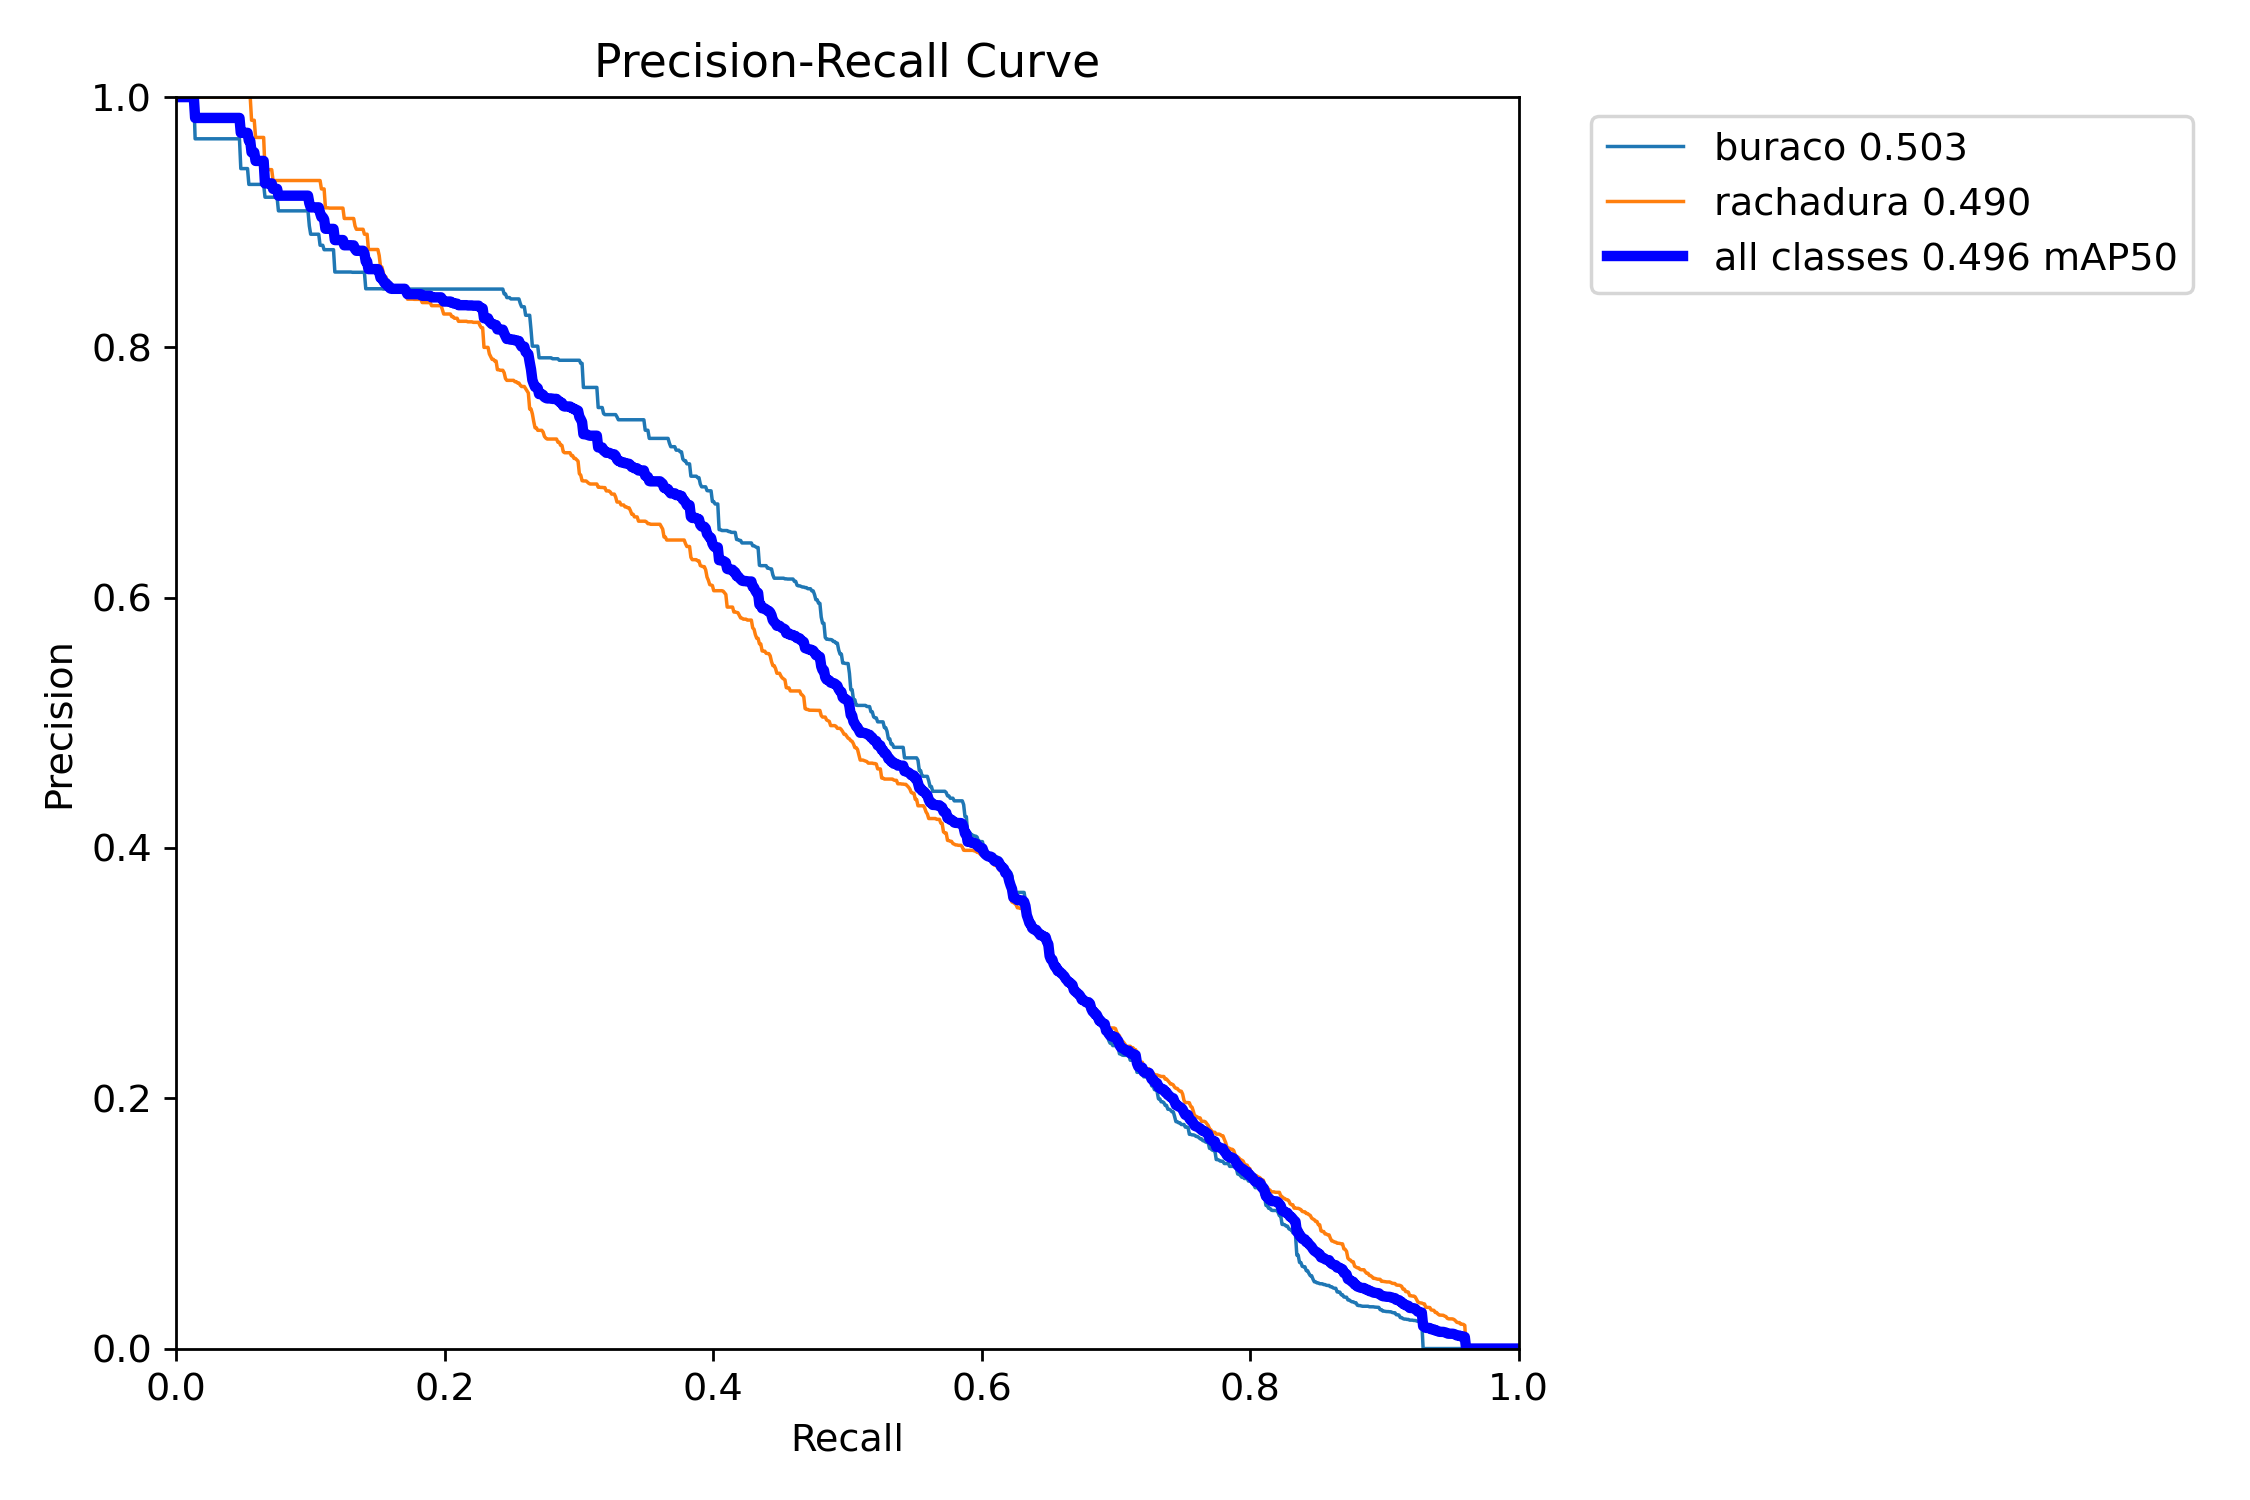 Precision-Recall Curve
1.0
0.8
0.6
0.4
0.2
0.0
Precision
0.0 0.2 0.4 0.6 0.8 1.0
Recall
buraco 0.503
rachadura 0.490
all classes 0.496 mAP50